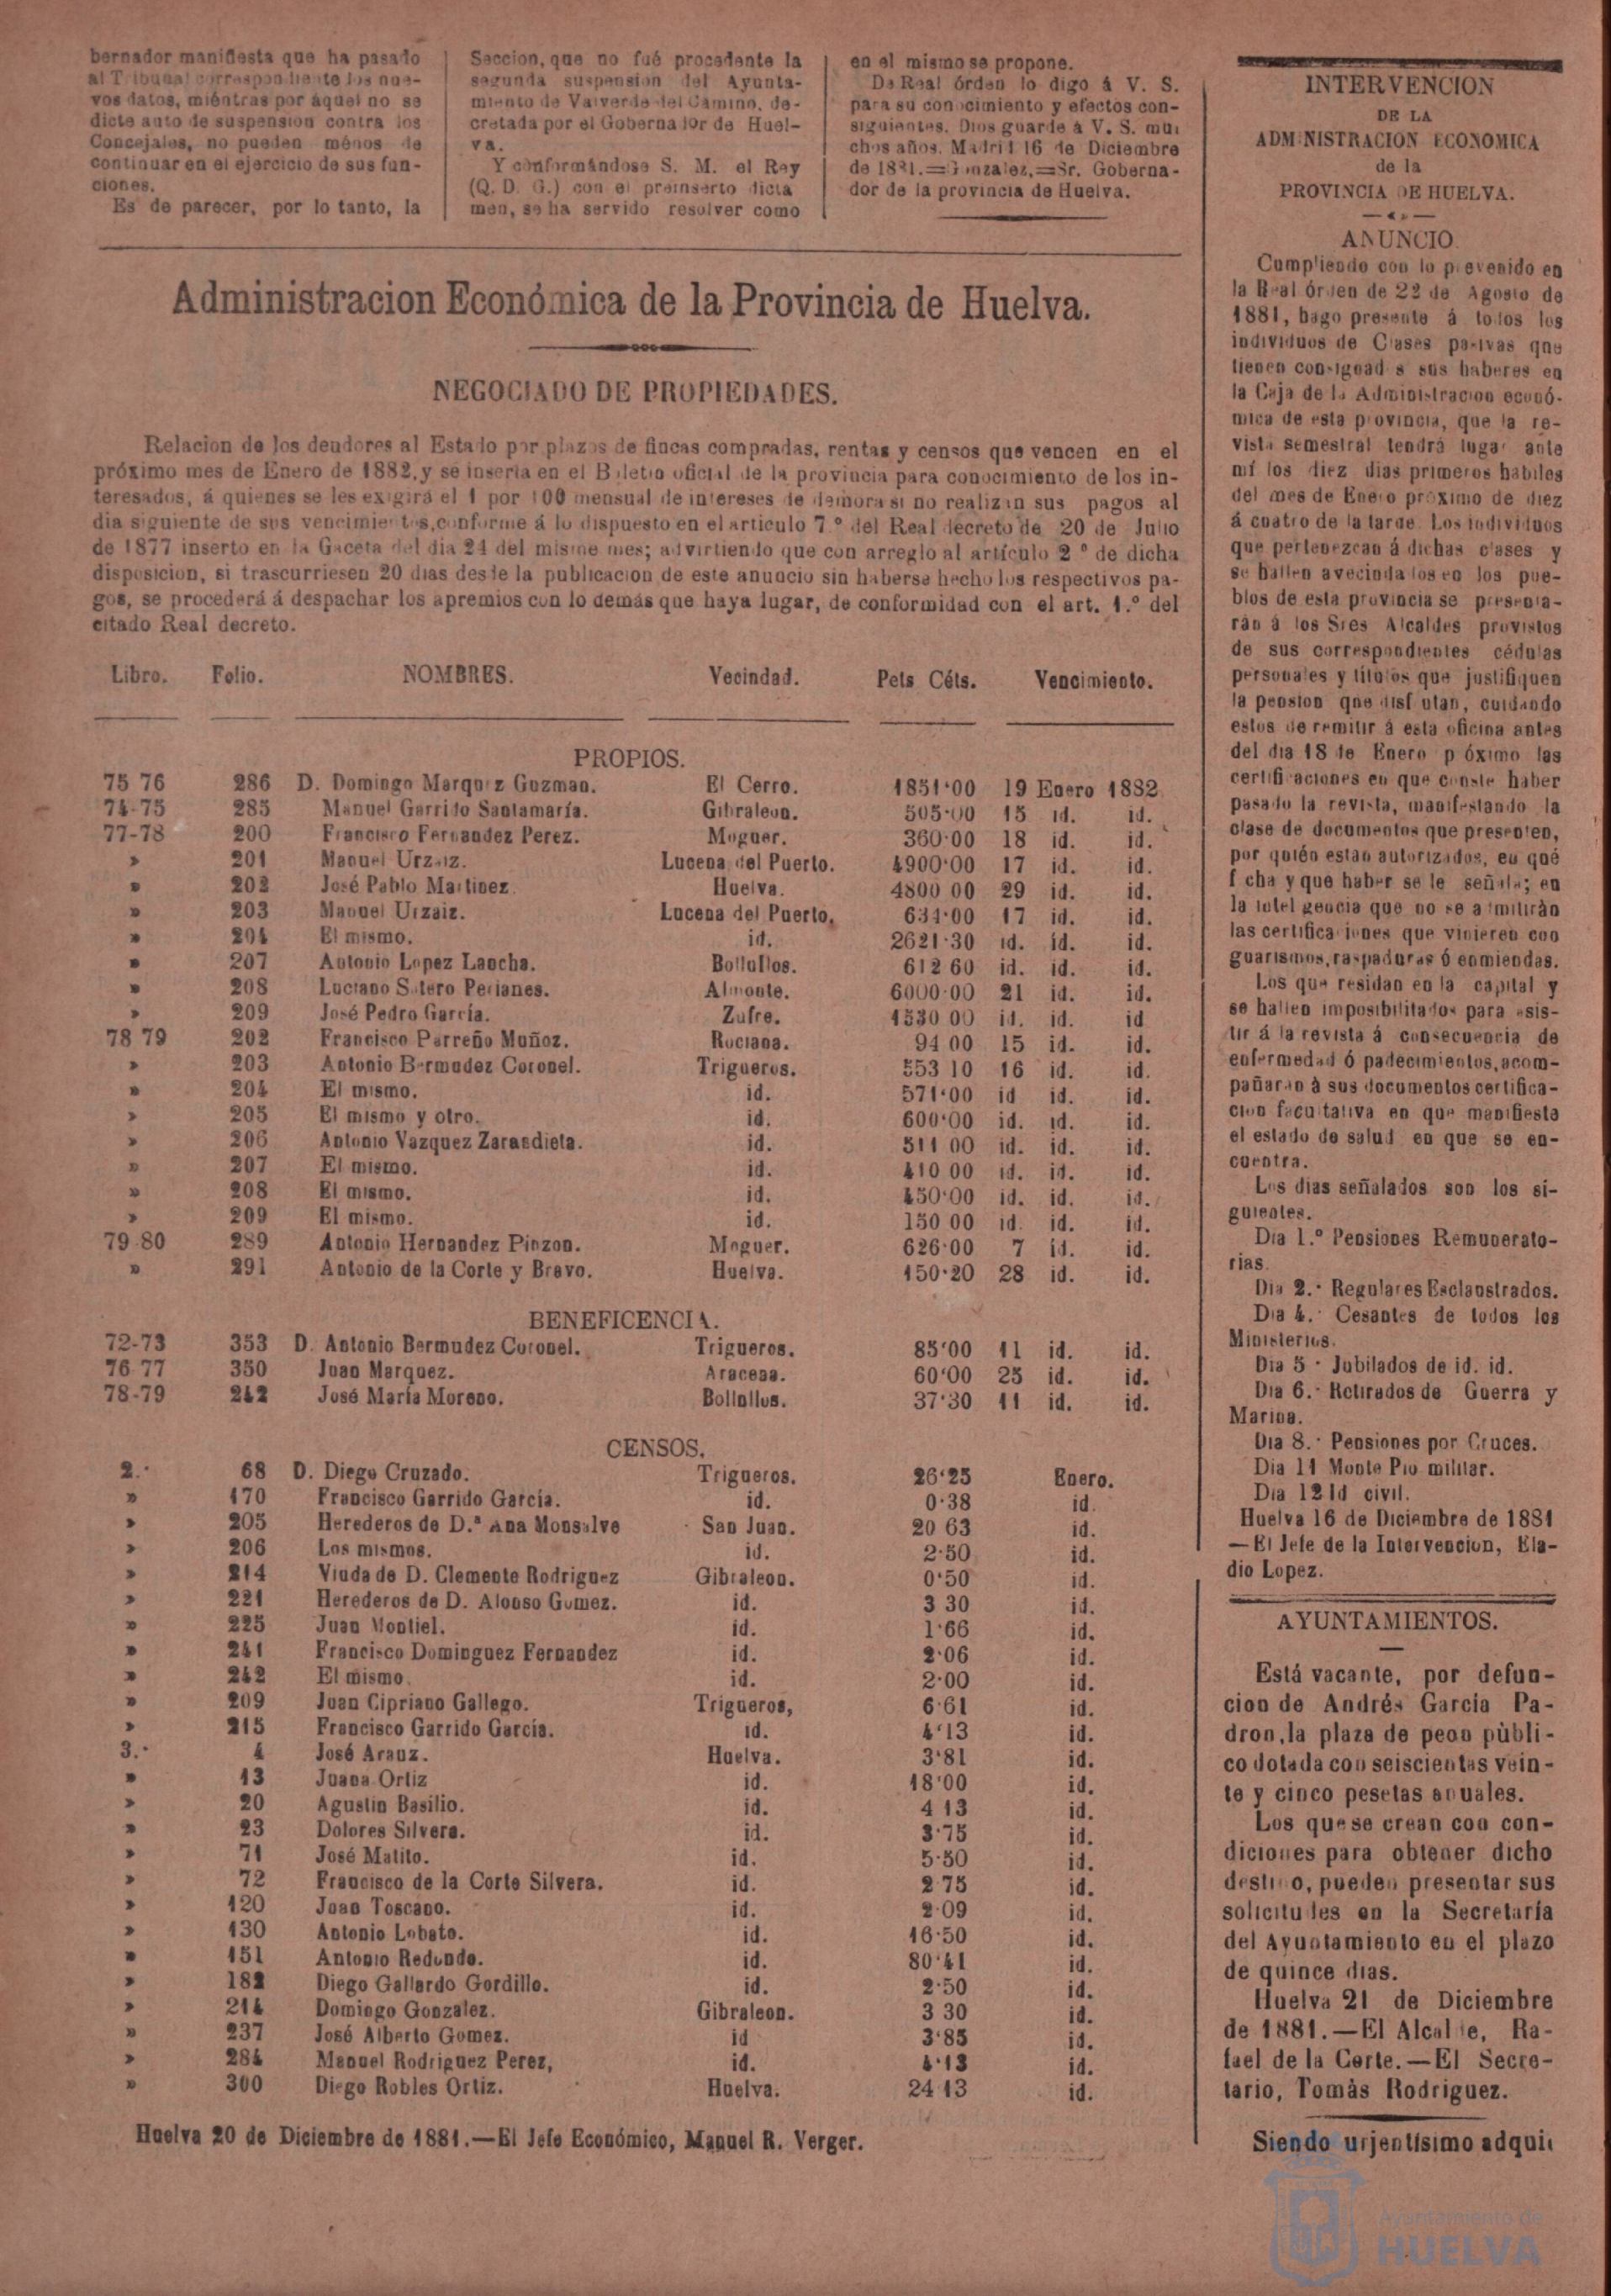 bernador manifiesta que ha pasado
al Tribunal correspondiente los nue-
vos datos, miéntras por aquel no se
dicte auto de suspension contra los
Concejales, no pueden ménos de
continuar en el ejercicio de sus fun-
ciones.
Es de parecer, por lo tanto, la
Seccion, que no fué procedente la
segunda suspension del Ayunta-
miento de Valverde del Camino, de-
cretada por el Gobernador de Huel-
va.
Y conformándose S. M. el Rey
(Q. D. G.) con el preinserto dicta
men, se ha servido resolver como
en el mismo se propone.
De Real órden lo digo á V. S.
para su conocimiento y efectos con-
siguientes. Dios guarde á V. S. mu
chos años. Madrid 16 de Diciembre
de 1881.=Gonzalez,=Sr. Goberna-
dor de la provincia de Huelva.
Administracion Económica de la Provincia de Huelva.
NEGOCIADO DE PROPIEDADES.
Relacion de los deudores al Estado por plazos de fincas compradas, rentas y censos que vencen en el
próximo mes de Enero de 1882, y se inserta en el Boletin oficial de la provincia para conocimiento de los in-
teresados, á quienes se les exigirá el 1 por 100 mensual de intereses de demora si no realizan sus pagos al
dia siguiente de sus vencimientos, conforme á lo dispuesto en el articulo 7.º del Real decreto de 20 de Julio
de 1877 inserto en la Gaceta del dia 24 del mismo mes; advirtiendo que con arreglo al artículo 2.º de dicha
disposicion, si trascurriesen 20 dias desde la publicacion de este anuncio sin haberse hecho los respectivos pa-
gos, se procederá á despachar los apremios con lo demás que haya lugar, de conformidad con el art. 1.º del
citado Real decreto.
Libro. Folio. NOMBRES. Vecindad. Pets Céts. Vencimiento.
PROPIOS.
75 76 286 D. Domingo Marquez Guzman. El Cerro. 1851'00 19 Enero 1882
74-75 285 Manuel Garrido Santamaría. Gibraleon. 505'00 15 id. id.
77-78 200 Francisco Fernandez Perez. Moguer. 360'00 18 id. id.
» 201 Manuel Urzaiz. Lucena del Puerto. 4900'00 17 id. id.
» 202 José Pablo Martinez. Huelva. 4800 00 29 id. id.
» 203 Manuel Urzaiz. Lucena del Puerto, 634'00 17 id. id.
» 204 El mismo. id. 2621'30 id. id. id.
» 207 Antonio Lopez Lancha. Bollullos. 612 60 id. id. id.
» 208 Luciano Sotero Perianes. Almonte. 6000'00 21 id. id.
» 209 José Pedro García. Zufre. 1530 00 id. id. id
78 79 202 Francisco Parreño Muñoz. Rociana. 94 00 15 id. id.
» 203 Antonio Bermudez Coronel. Trigueros. 553 10 16 id. id.
» 204 El mismo. id. 571'00 id id. id.
» 205 El mismo y otro. id. 600'00 id. id. id.
» 206 Antonio Vazquez Zarandieta. id. 511 00 id. id. id.
» 207 El mismo. id. 410 00 id. id. id.
» 208 El mismo. id. 450'00 id. id. id.
» 209 El mismo. id. 150 00 id. id. id.
79 80 289 Antonio Hernandez Pinzon. Moguer. 626'00 7 id. id.
» 291 Antonio de la Corte y Bravo. Huelva. 150'20 28 id. id.
BENEFICENCIA.
72-73 353 D. Antonio Bermudez Coronel. Trigueros. 85'00 11 id. id.
76 77 350 Juan Marquez. Aracena. 60'00 25 id. id.
78-79 242 José María Moreno. Bollullos. 37'30 11 id. id.
CENSOS.
2.º 68 D. Diego Cruzado. Trigueros. 26'25 Enero.
» 170 Francisco Garrido García. id. 0'38 id.
» 205 Herederos de D.ª Ana Monsalve San Juan. 20 63 id.
» 206 Los mismos. id. 2'50 id.
» 214 Viuda de D. Clemente Rodriguez Gibraleon. 0'50 id.
» 221 Herederos de D. Alonso Gomez. id. 3 30 id.
» 225 Juan Montiel. id. 1'66 id.
» 241 Francisco Dominguez Fernandez id. 2'06 id.
» 242 El mismo. id. 2'00 id.
» 209 Juan Cipriano Gallego. Trigueros, 6'61 id.
» 215 Francisco Garrido García. id. 4'13 id.
3.º 4 José Arauz. Huelva. 3'81 id.
» 13 Juana Ortiz id. 18'00 id.
» 20 Agustin Basilio. id. 4 13 id.
» 23 Dolores Silvera. id. 3'75 id.
» 71 José Matito. id. 5'50 id.
» 72 Francisco de la Corte Silvera. id. 2'75 id.
» 120 Juan Toscano. id. 2'09 id.
» 130 Antonio Lobato. id. 16'50 id.
» 151 Antonio Redondo. id. 80'41 id.
» 182 Diego Gallardo Gordillo. id. 2'50 id.
» 214 Domingo Gonzalez. Gibraleon. 3 30 id.
» 237 José Alberto Gomez. id 3'85 id.
» 284 Manuel Rodriguez Perez, id. 4'13 id.
» 300 Diego Robles Ortiz. Huelva. 24 13 id.
Huelva 20 de Diciembre de 1881.—El Jefe Económico, Manuel R. Verger.
INTERVENCION
DE LA
ADMINISTRACION ECONOMICA
de la
PROVINCIA DE HUELVA.
ANUNCIO.
Cumpliendo con lo prevenido en
la Real órden de 22 de Agosto de
1881, hago presente á todos los
individuos de Clases pasivas que
tienen consignados sus haberes en
la Caja de la Administracion econó-
mica de esta provincia, que la re-
vista semestral tendrá lugar ante
mí los diez dias primeros habiles
del mes de Enero próximo de diez
á cuatro de la tarde. Los individuos
que pertenezcan á dichas clases y
se hallen avecindados en los pue-
blos de esta provincia se presenta-
rán á los Sres Alcaldes provistos
de sus correspondientes cédulas
personales y titulos que justifiquen
la pension que disfrutan, cuidando
estos de remitir á esta oficina antes
del dia 18 de Enero próximo las
certificaciones en que conste haber
pasado la revista, manifestando la
clase de documentos que presenten,
por quién estan autorizados, en qué
fecha y que haber se le señala; en
la inteligencia que no se admitirán
las certificaciones que vinieren con
guarismos, raspaduras ó enmiendas.
Los que residan en la capital y
se hallen imposibilitados para asis-
tir á la revista á consecuencia de
enfermedad ó padecimientos, acom-
pañarán á sus documentos certifica-
cion facultativa en que manifieste
el estado de salud en que se en-
cuentra.
Los dias señalados son los si-
guientes.
Dia 1.º Pensiones Remunerato-
rias.
Dia 2.º Regulares Esclaustrados.
Dia 4.º Cesantes de todos los
Ministerios.
Dia 5º Jubilados de id. id.
Dia 6.º Retirados de Guerra y
Marina.
Dia 8.º Pensiones por Cruces.
Dia 11 Monte Pio militar.
Dia 12 Id civil.
Huelva 16 de Diciembre de 1881
—El Jefe de la Intervencion, Ela-
dio Lopez.
AYUNTAMIENTOS.
Está vacante, por defun-
cion de Andrés García Pa-
dron, la plaza de peon públi-
co dotada con seiscientas vein-
te y cinco pesetas anuales.
Los que se crean con con-
diciones para obtener dicho
destino, pueden presentar sus
solicitudes en la Secretaría
del Ayuntamiento en el plazo
de quince dias.
Huelva 21 de Diciembre
de 1881.—El Alcalde, Ra-
fael de la Corte.—El Secre-
tario, Tomás Rodriguez.
Siendo urjentísimo adqui
Ayuntamiento de
HUELVA